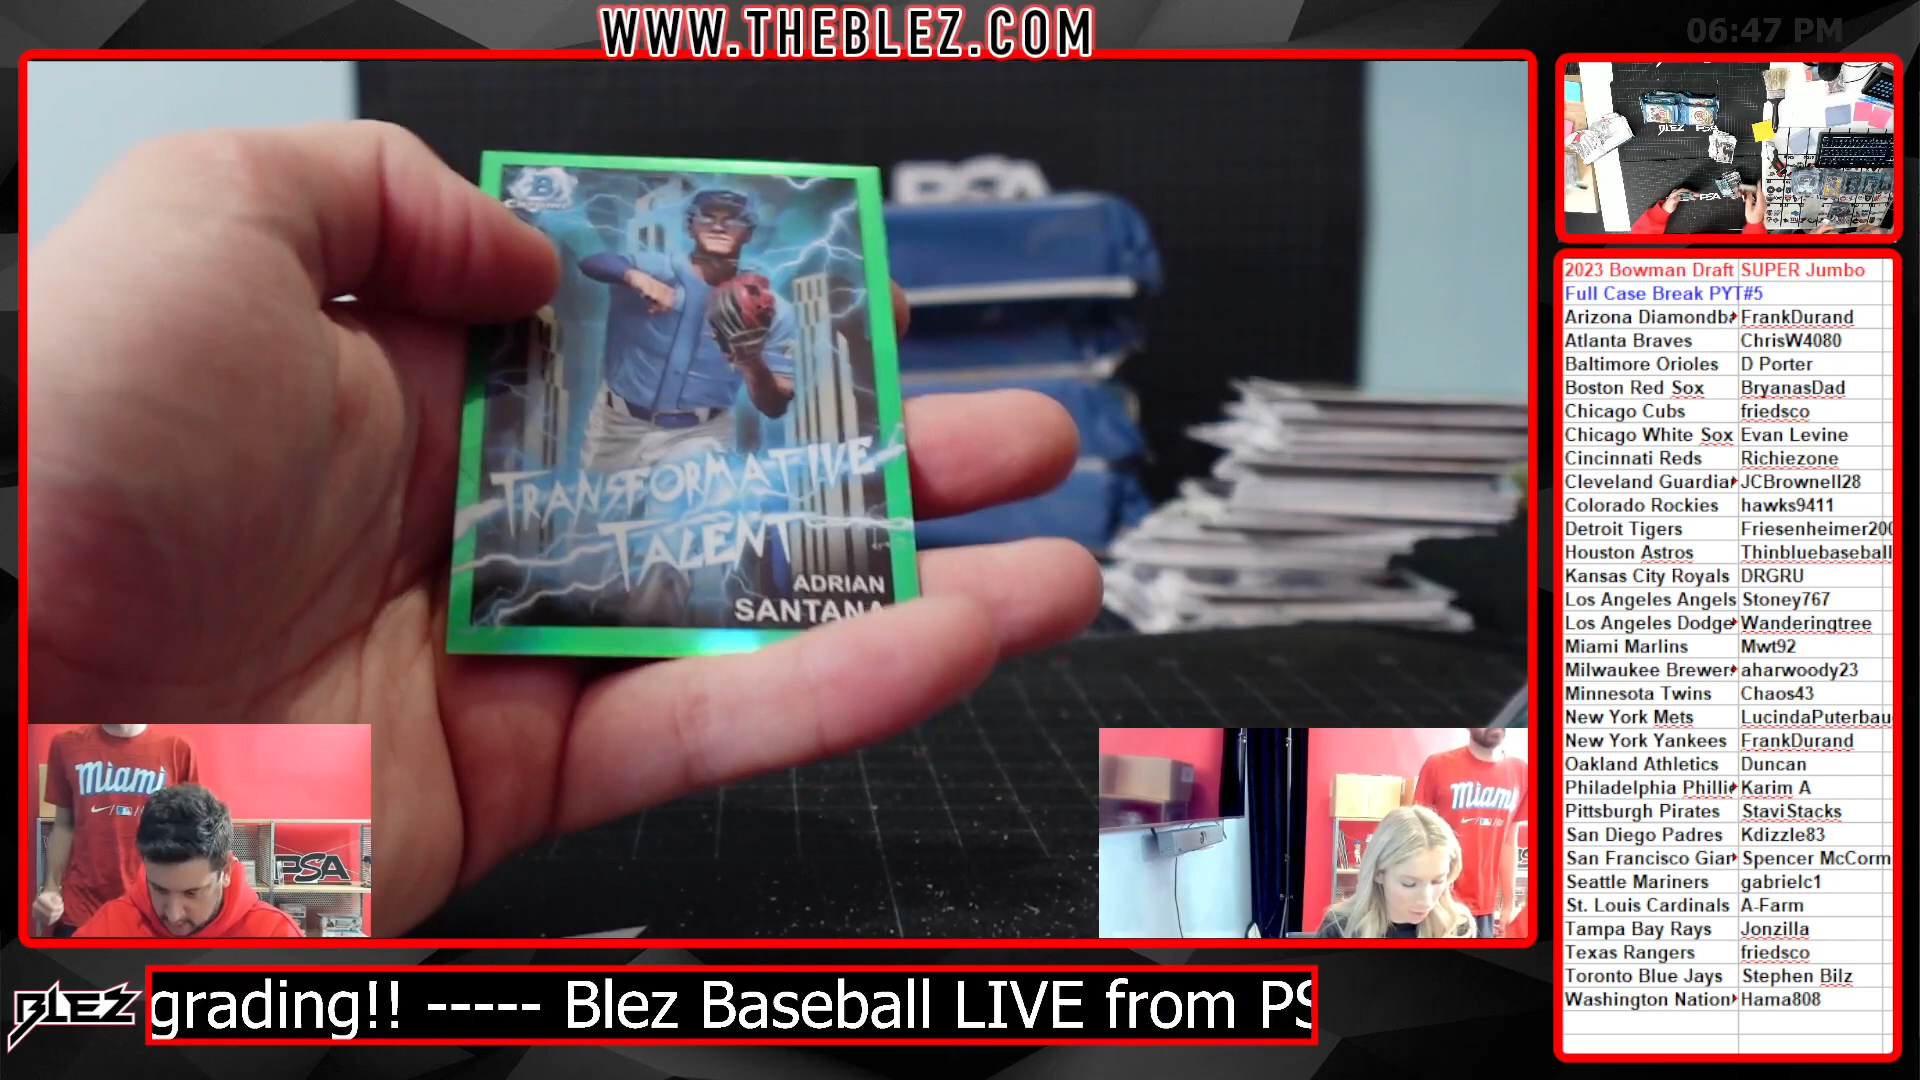 WWW.THEBLEZ.COM
06:47 PM
B
PSA
TRANSFORMATIVE
TALENT
ADRIAN
SANTANA
Miami
PSA
Miami
BLEZ
grading!! ----- Blez Baseball LIVE from PS
2023 Bowman Draft SUPER Jumbo
Full Case Break PYT#5
Arizona Diamondba FrankDurand
Atlanta Braves ChrisW4080
Baltimore Orioles D Porter
Boston Red Sox BryanasDad
Chicago Cubs friedsco
Chicago White Sox Evan Levine
Cincinnati Reds Richiezone
Cleveland Guardian JCBrownell28
Colorado Rockies hawks9411
Detroit Tigers Friesenheimer200
Houston Astros Thinbluebaseball
Kansas City Royals DRGRU
Los Angeles Angels Stoney767
Los Angeles Dodge Wanderingtree
Miami Marlins Mwt92
Milwaukee Brewer aharwoody23
Minnesota Twins Chaos43
New York Mets LucindaPuterbau
New York Yankees FrankDurand
Oakland Athletics Duncan
Philadelphia Philli Karim A
Pittsburgh Pirates StaviStacks
San Diego Padres Kdizzle83
San Francisco Gian Spencer McCorm
Seattle Mariners gabrielc1
St. Louis Cardinals A-Farm
Tampa Bay Rays Jonzilla
Texas Rangers friedsco
Toronto Blue Jays Stephen Bilz
Washington Nation Hama808